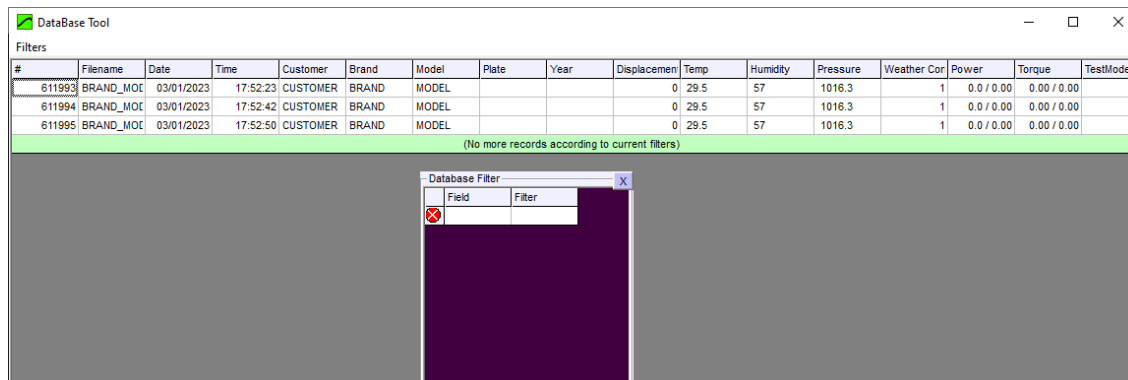 DataBase Tool
Filters
# Filename Date Time Customer Brand Model Plate Year Displacemen Temp Humidity Pressure Weather Cor Power Torque TestMode
611993 BRAND_MOD 03/01/2023 17:52:23 CUSTOMER BRAND MODEL 0 29.5 57 1016.3 1 0.0 / 0.00 0.00 / 0.00
611994 BRAND_MOD 03/01/2023 17:52:42 CUSTOMER BRAND MODEL 0 29.5 57 1016.3 1 0.0 / 0.00 0.00 / 0.00
611995 BRAND_MOD 03/01/2023 17:52:50 CUSTOMER BRAND MODEL 0 29.5 57 1016.3 1 0.0 / 0.00 0.00 / 0.00
(No more records according to current filters)
Database Filter X
Field Filter